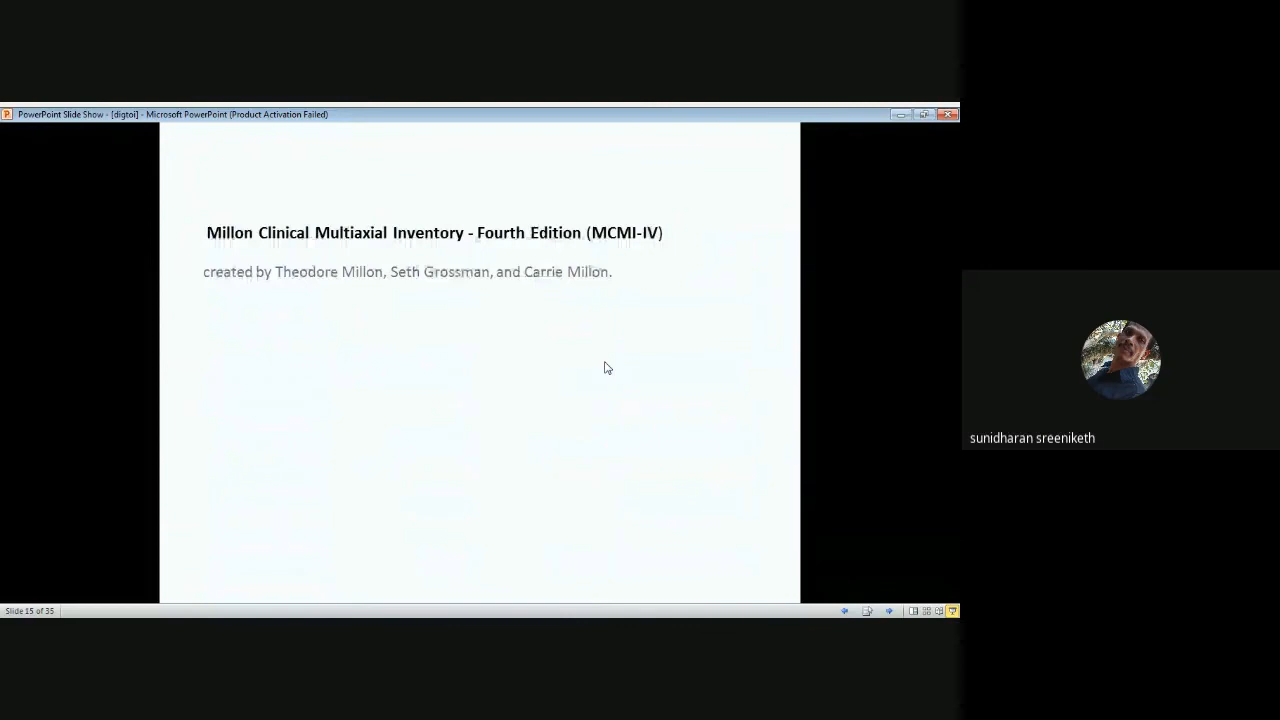 PowerPoint Slide Show - [digtoi] - Microsoft PowerPoint (Product Activation Failed)
Millon Clinical Multiaxial Inventory - Fourth Edition (MCMI-IV)
created by Theodore Millon, Seth Grossman, and Carrie Millon.
sunidharan sreeniketh
Slide 15 of 35